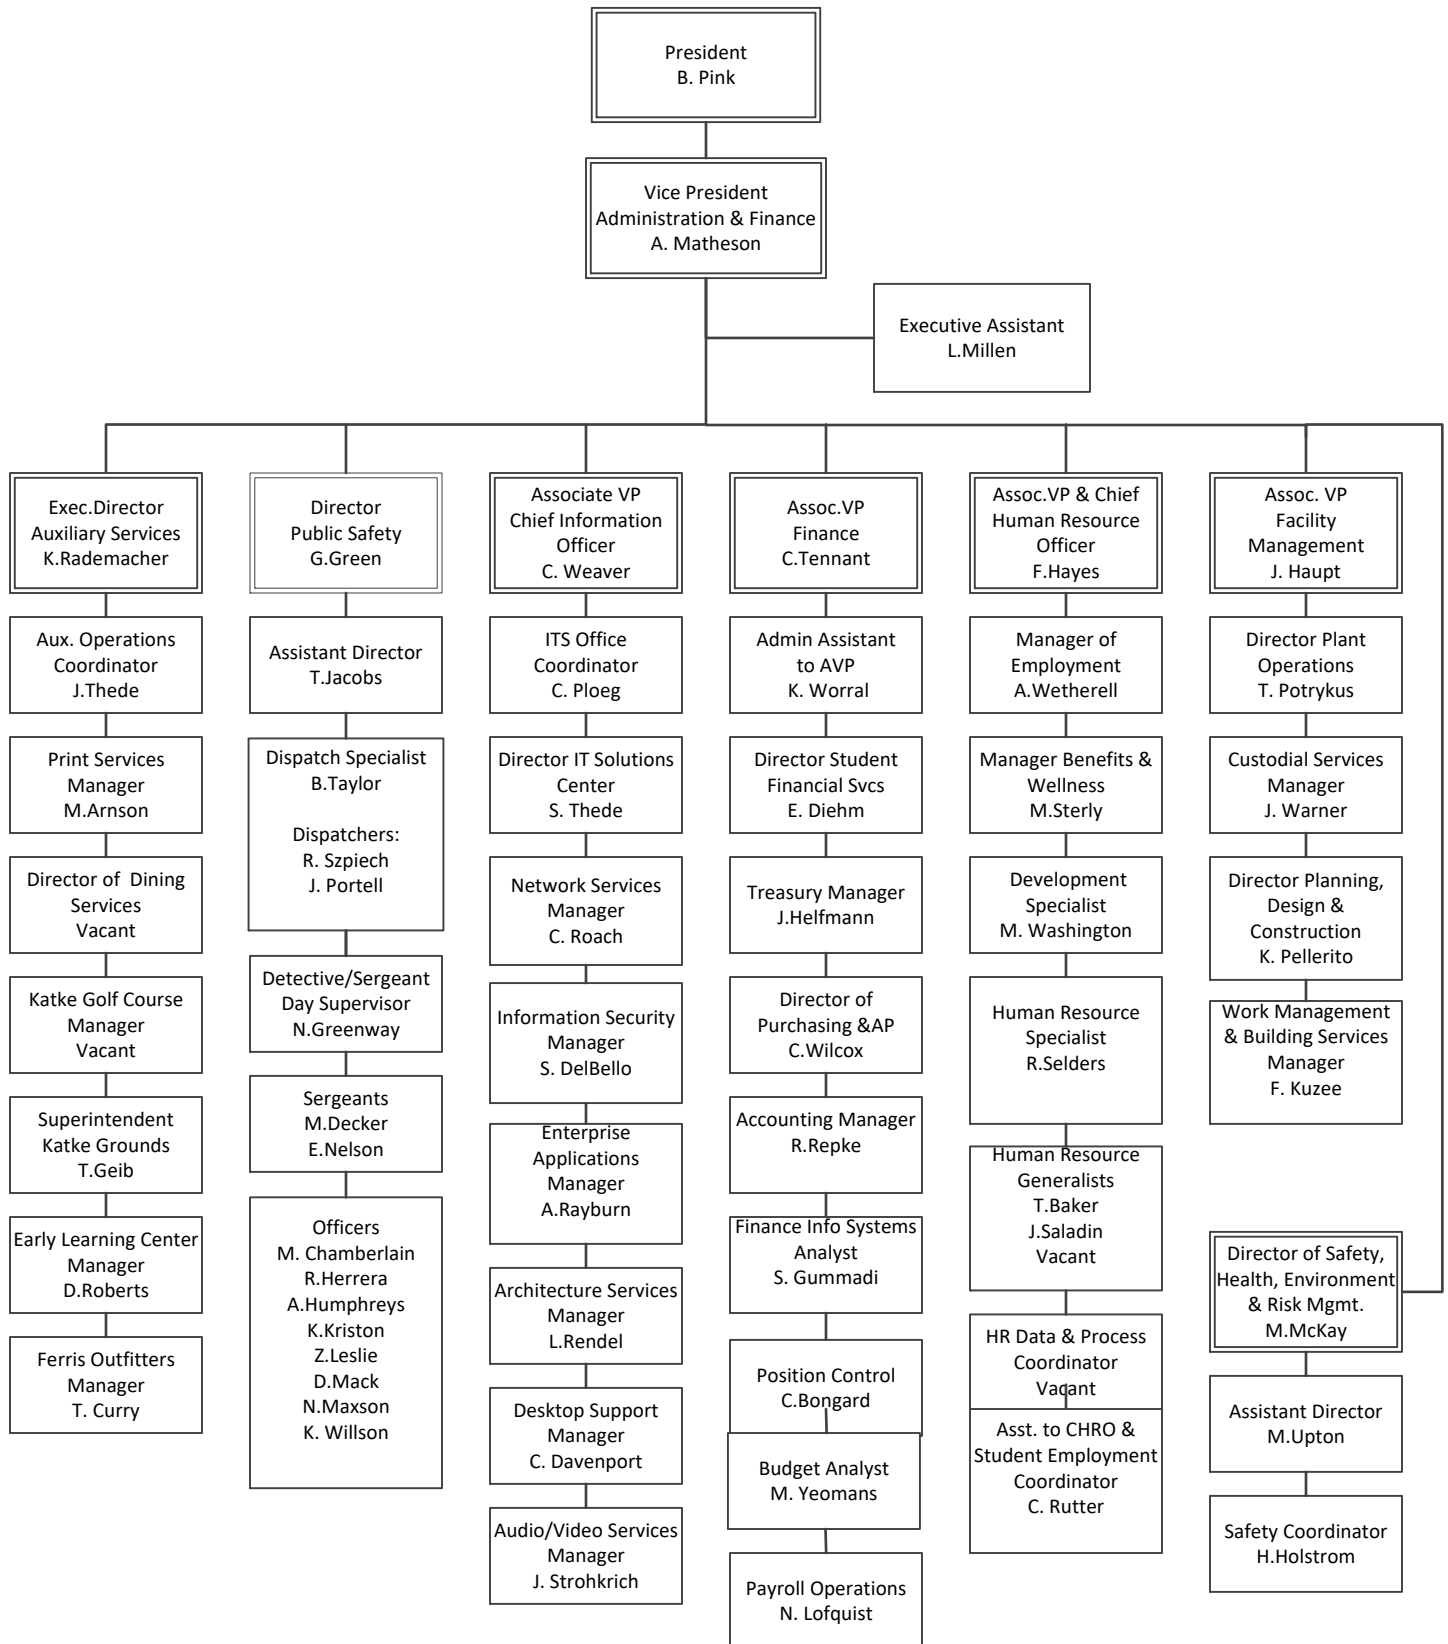 President
B. Pink
Vice President
Administration & Finance
A. Matheson
Executive Assistant
L.Millen
Exec.Director
Auxiliary Services
K.Rademacher
Aux. Operations
Coordinator
J.Thede
Print Services
Manager
M.Arnson
Director of Dining
Services
Vacant
Katke Golf Course
Manager
Vacant
Superintendent
Katke Grounds
T.Geib
Early Learning Center
Manager
D.Roberts
Ferris Outfitters
Manager
T. Curry
Director
Public Safety
G.Green
Assistant Director
T.Jacobs
Dispatch Specialist
B.Taylor
Dispatchers:
R. Szpiech
J. Portell
Detective/Sergeant
Day Supervisor
N.Greenway
Sergeants
M.Decker
E.Nelson
Officers
M. Chamberlain
R.Herrera
A.Humphreys
K.Kriston
Z.Leslie
D.Mack
N.Maxson
K. Willson
Associate VP
Chief Information
Officer
C. Weaver
ITS Office
Coordinator
C. Ploeg
Director IT Solutions
Center
S. Thede
Network Services
Manager
C. Roach
Information Security
Manager
S. DelBello
Enterprise
Applications
Manager
A.Rayburn
Architecture Services
Manager
L.Rendel
Desktop Support
Manager
C. Davenport
Audio/Video Services
Manager
J. Strohkrich
Assoc.VP
Finance
C.Tennant
Admin Assistant
to AVP
K. Worral
Director Student
Financial Svcs
E. Diehm
Treasury Manager
J.Helfmann
Director of
Purchasing &AP
C.Wilcox
Accounting Manager
R.Repke
Finance Info Systems
Analyst
S. Gummadi
Position Control
C.Bongard
Budget Analyst
M. Yeomans
Payroll Operations
N. Lofquist
Assoc.VP & Chief
Human Resource
Officer
F.Hayes
Manager of
Employment
A.Wetherell
Manager Benefits &
Wellness
M.Sterly
Development
Specialist
M. Washington
Human Resource
Specialist
R.Selders
Human Resource
Generalists
T.Baker
J.Saladin
Vacant
HR Data & Process
Coordinator
Vacant
Asst. to CHRO &
Student Employment
Coordinator
C. Rutter
Assoc. VP
Facility
Management
J. Haupt
Director Plant
Operations
T. Potrykus
Custodial Services
Manager
J. Warner
Director Planning,
Design &
Construction
K. Pellerito
Work Management
& Building Services
Manager
F. Kuzee
Director of Safety,
Health, Environment
& Risk Mgmt.
M.McKay
Assistant Director
M.Upton
Safety Coordinator
H.Holstrom